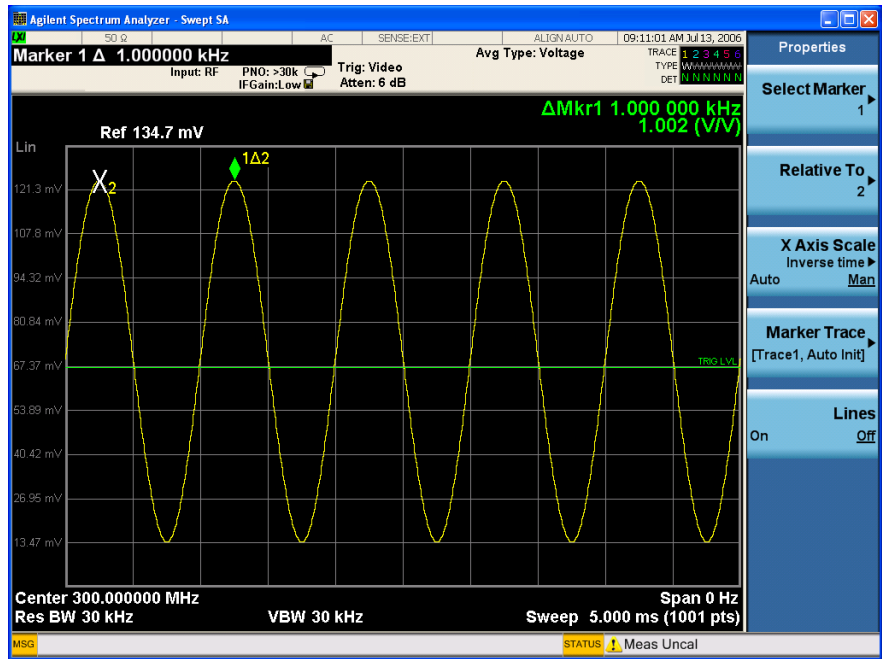 Agilent Spectrum Analyzer - Swept SA
LXI 50 Ω AC SENSE:EXT ALIGN AUTO 09:11:01 AM Jul 13, 2006
Marker 1 Δ 1.000000 kHz
Input: RF PNO: >30k Trig: Video Avg Type: Voltage TRACE 1 2 3 4 5 6
IFGain:Low Atten: 6 dB TYPE
DET N N N N N N
ΔMkr1 1.000 000 kHz
1.002 (V/V)
Ref 134.7 mV
Lin
X2
1Δ2
121.3 mV
107.8 mV
94.32 mV
80.84 mV
67.37 mV
TRIG LVL
53.89 mV
40.42 mV
26.95 mV
13.47 mV
Center 300.000000 MHz Span 0 Hz
Res BW 30 kHz VBW 30 kHz Sweep 5.000 ms (1001 pts)
MSG STATUS Meas Uncal
Properties
Select Marker
1
Relative To
2
X Axis Scale
Inverse time
Auto Man
Marker Trace
[Trace1, Auto Init]
Lines
On Off